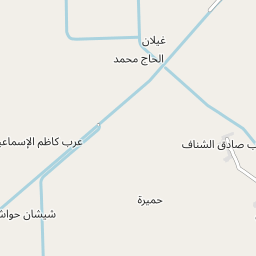 غيلان
الحاج محمد
عرب كاظم الإسماعي
ب صادق الشناف
حميرة
شيشان حواش